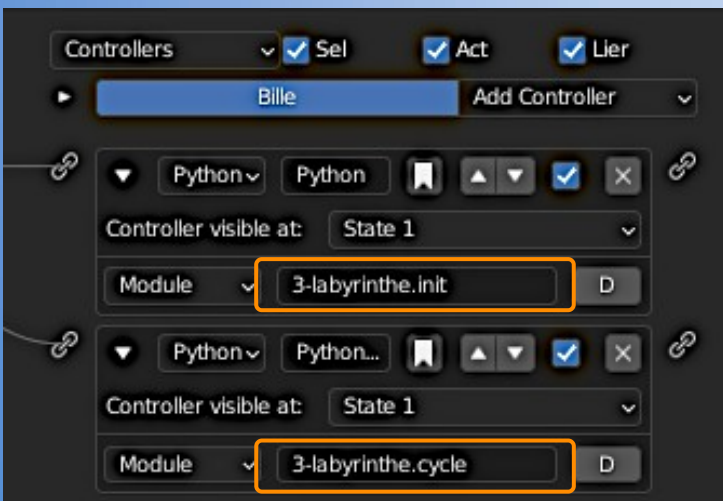 Controllers Sel Act Lier
Bille Add Controller
Python Python
Controller visible at: State 1
Module 3-labyrinthe.init D
Python Python...
Controller visible at: State 1
Module 3-labyrinthe.cycle D